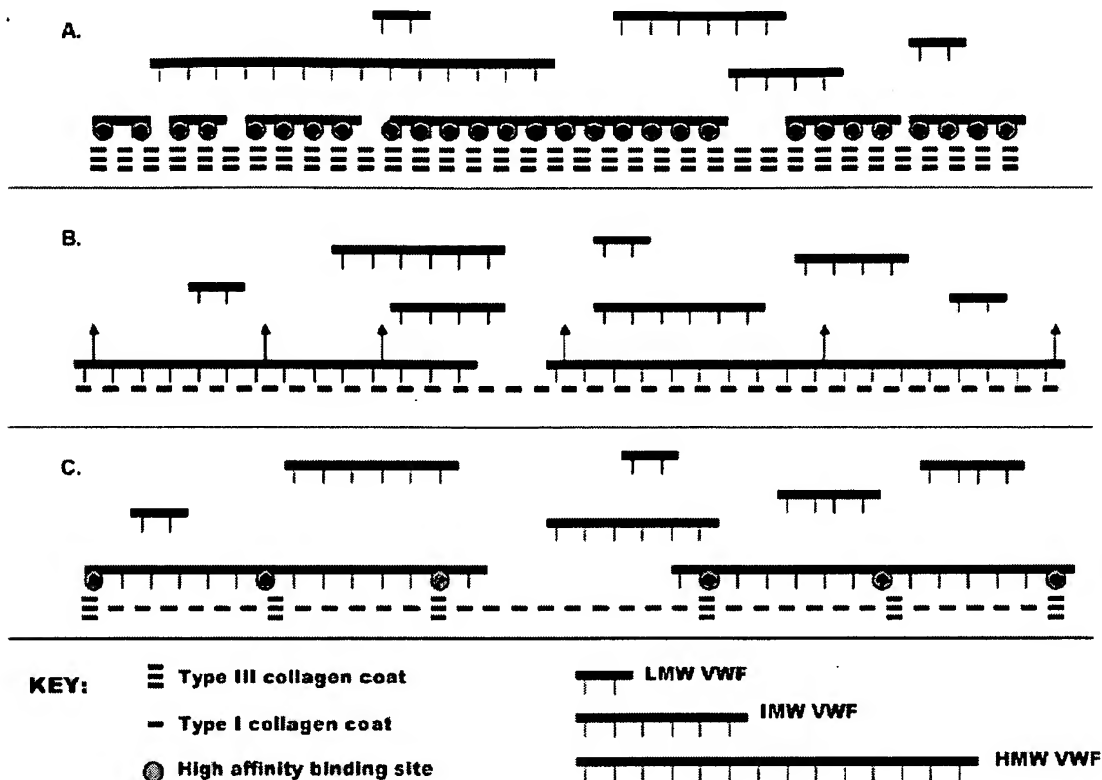 A.
B.
C.
KEY:
Type III collagen coat
Type I collagen coat
High affinity binding site
LMW VWF
IMW VWF
HMW VWF